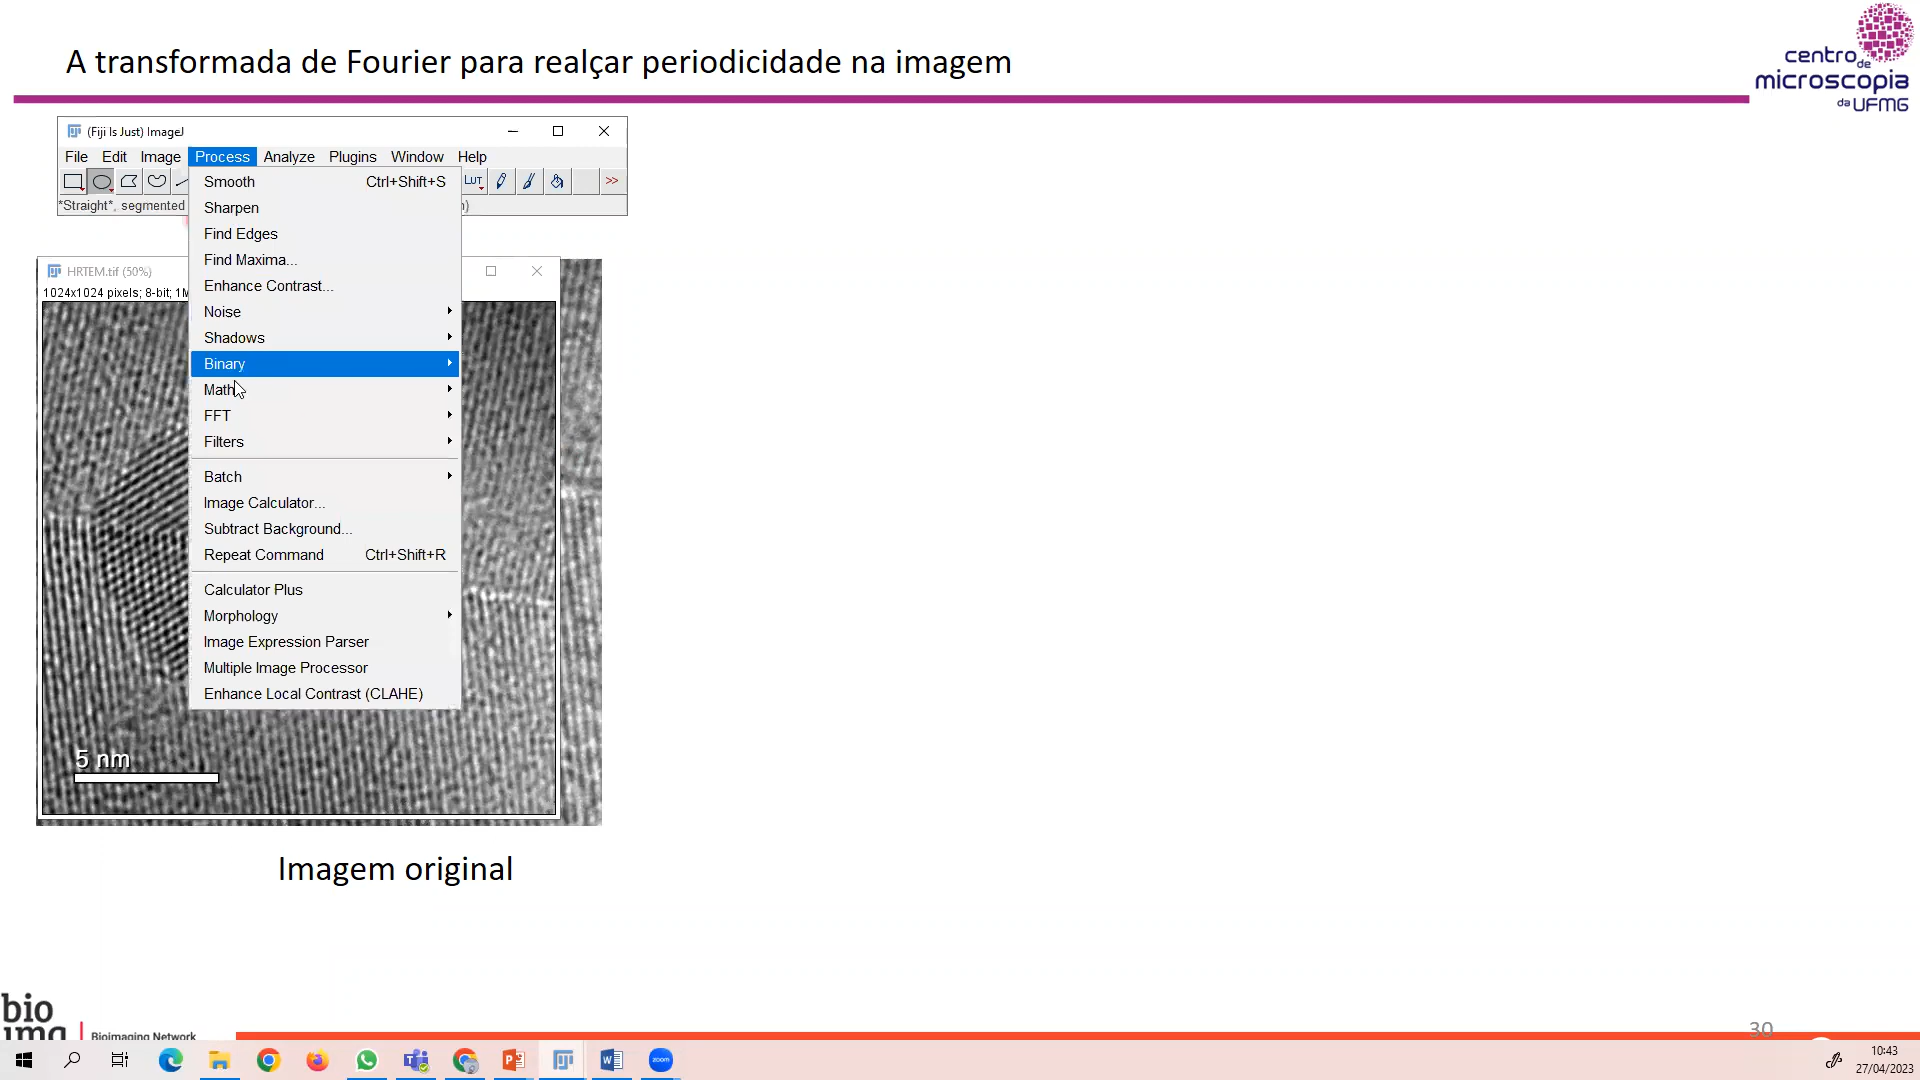 A transformada de Fourier para realçar periodicidade na imagem
centro de
microscopia
da UFMG
(Fiji Is Just) ImageJ
File Edit Image Process Analyze Plugins Window Help
LUT >>
*Straight*, segmented
Smooth Ctrl+Shift+S
Sharpen
Find Edges
Find Maxima...
Enhance Contrast...
Noise
Shadows
Binary
Math
FFT
Filters
Batch
Image Calculator...
Subtract Background...
Repeat Command Ctrl+Shift+R
Calculator Plus
Morphology
Image Expression Parser
Multiple Image Processor
Enhance Local Contrast (CLAHE)
HRTEM.tif (50%)
1024x1024 pixels; 8-bit; 1M
5 nm
Imagem original
bio
img
Bioimaging Network
30
zoom
10:43
27/04/2023